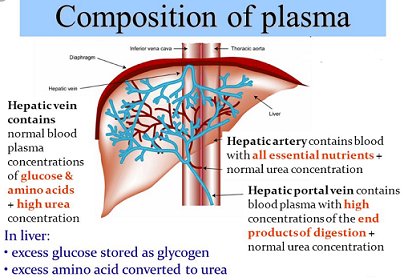 Composition of plasma
Inferior vena cava
Thoracic aorta
Diaphragm
Hepatic vein
Liver
Hepatic vein
contains
normal blood
plasma
concentrations
of glucose &
amino acids
+ high urea
concentration
Hepatic artery contains blood
with all essential nutrients +
normal urea concentration
Hepatic portal vein contains
blood plasma with high
concentrations of the end
products of digestion +
normal urea concentration
In liver:
• excess glucose stored as glycogen
• excess amino acid converted to urea